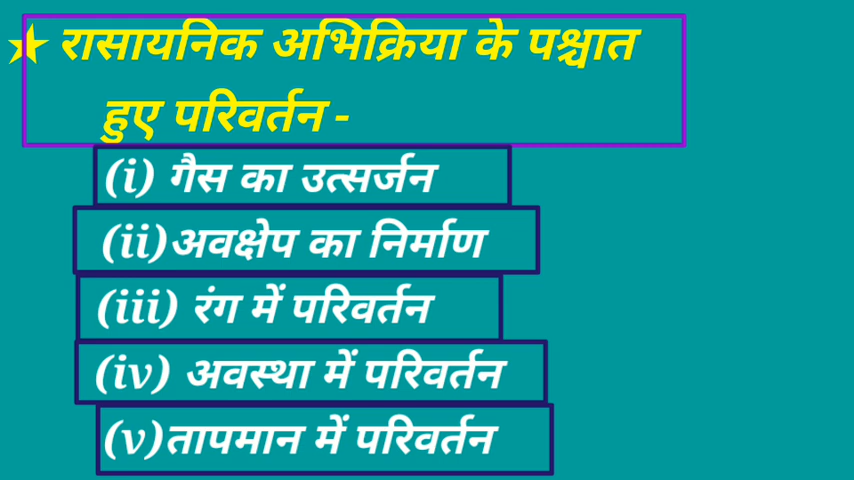 ★ रासायनिक अभिक्रिया के पश्चात
हुए परिवर्तन -
(i) गैस का उत्सर्जन
(ii)अवक्षेप का निर्माण
(iii) रंग में परिवर्तन
(iv) अवस्था में परिवर्तन
(v)तापमान में परिवर्तन